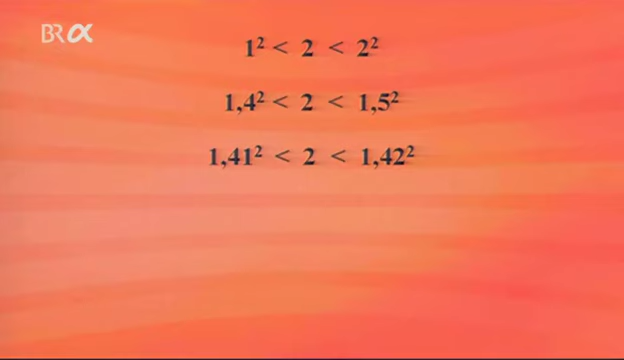 BRα
1² < 2 < 2²
1,4² < 2 < 1,5²
1,41² < 2 < 1,42²